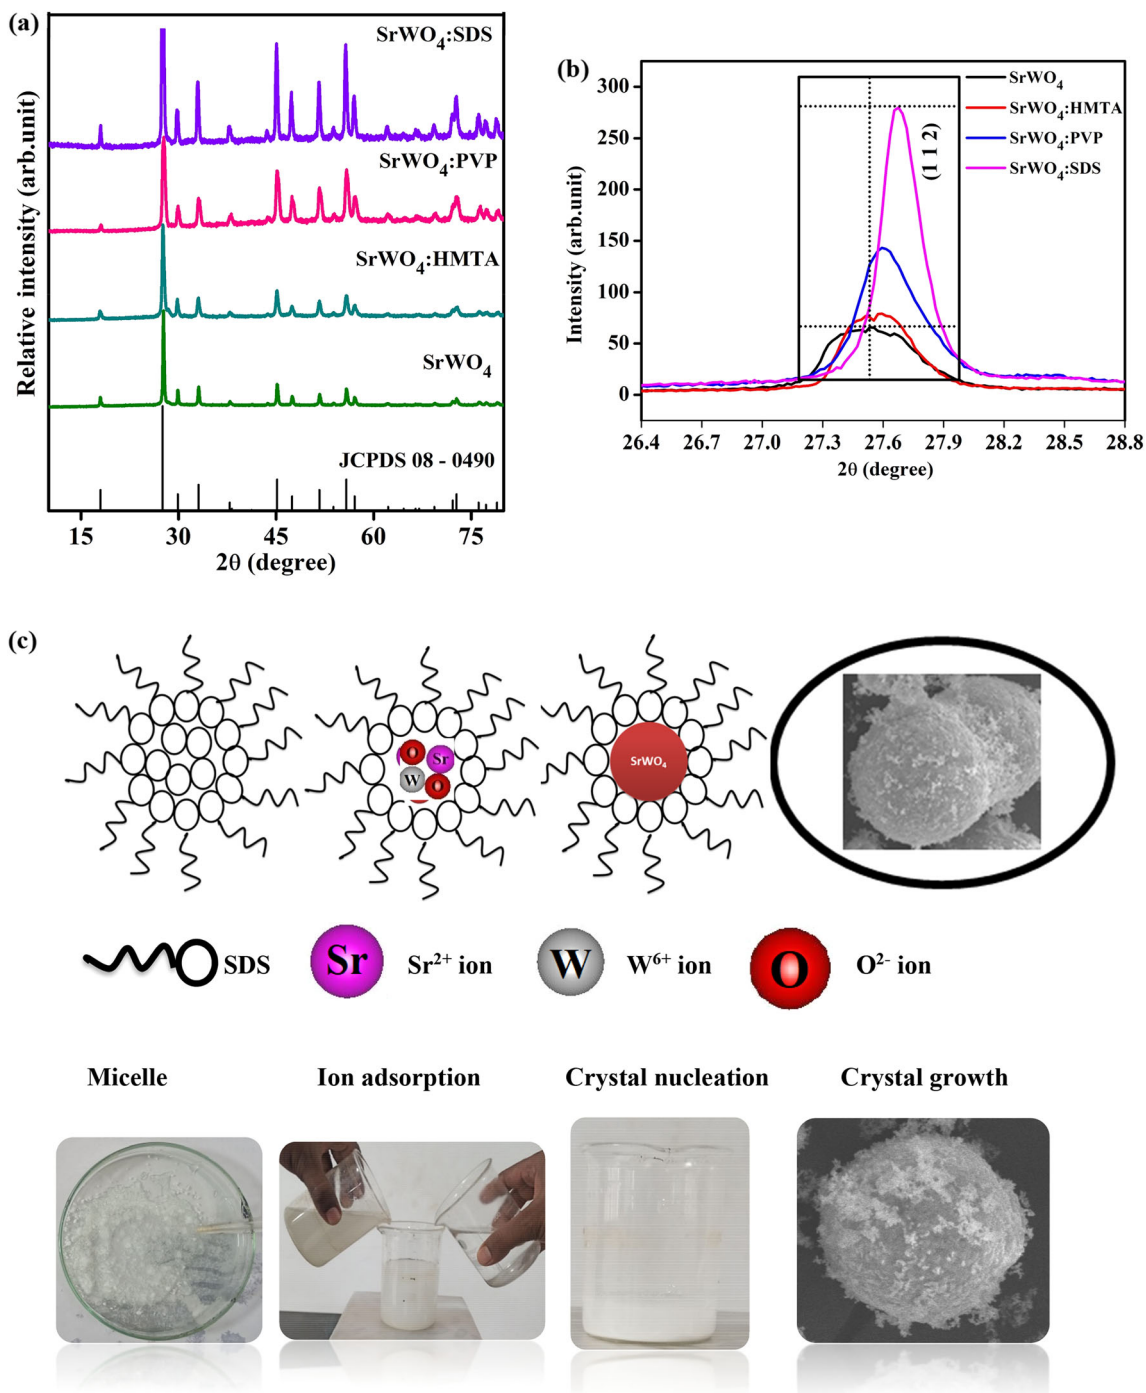 (a)
SrWO₄:SDS
SrWO₄:PVP
SrWO₄:HMTA
SrWO₄
JCPDS 08 - 0490
Relative intensity (arb.unit)
15 30 45 60 75
2θ (degree)
(b)
SrWO₄
SrWO₄:HMTA
SrWO₄:PVP
SrWO₄:SDS
(1 1 2)
Intensity (arb.unit)
300
250
200
150
100
50
0
26.4 26.7 27.0 27.3 27.6 27.9 28.2 28.5 28.8
2θ (degree)
(c)
O Sr
W O
SrWO₄
SDS
Sr Sr²⁺ ion
W W⁶⁺ ion
O O²⁻ ion
Micelle Ion adsorption Crystal nucleation Crystal growth